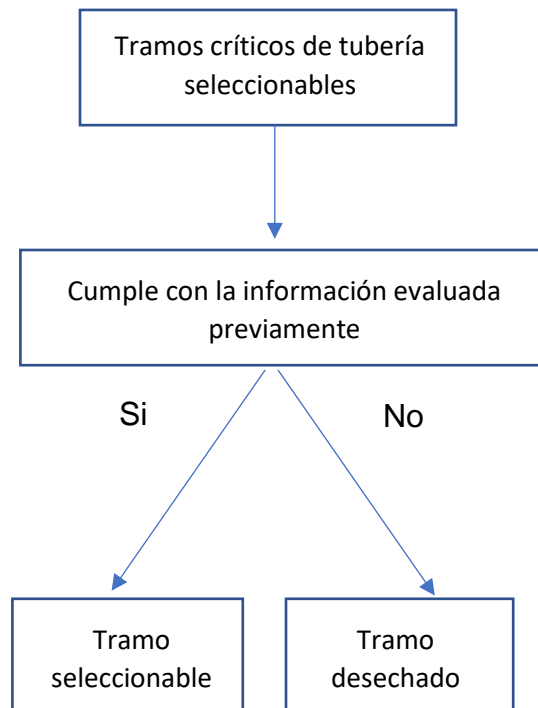 Tramos críticos de tubería
seleccionables
Cumple con la información evaluada
previamente
Si
No
Tramo
seleccionable
Tramo
desechado